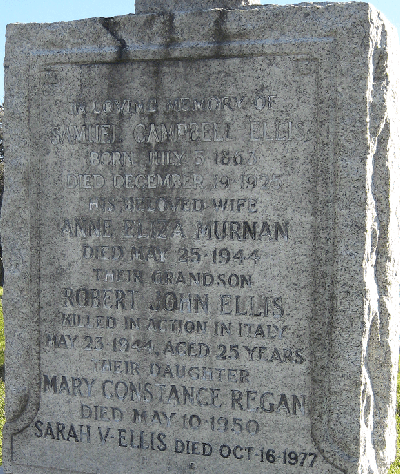 IN LOVING MEMORY OF
SAMUEL CAMPBELL ELLIS
BORN JULY 5 1867
DIED DECEMBER 19 1925
HIS BELOVED WIFE
ANNE ELIZA MURNAN
DIED MAY 25·1944
THEIR GRANDSON
ROBERT JOHN ELLIS
KILLED IN ACTION IN ITALY
MAY 23 1944, AGED 25 YEARS
THEIR DAUGHTER
MARY CONSTANCE REGAN
DIED MAY·10·1950
SARAH V·ELLIS DIED OCT·16·1977